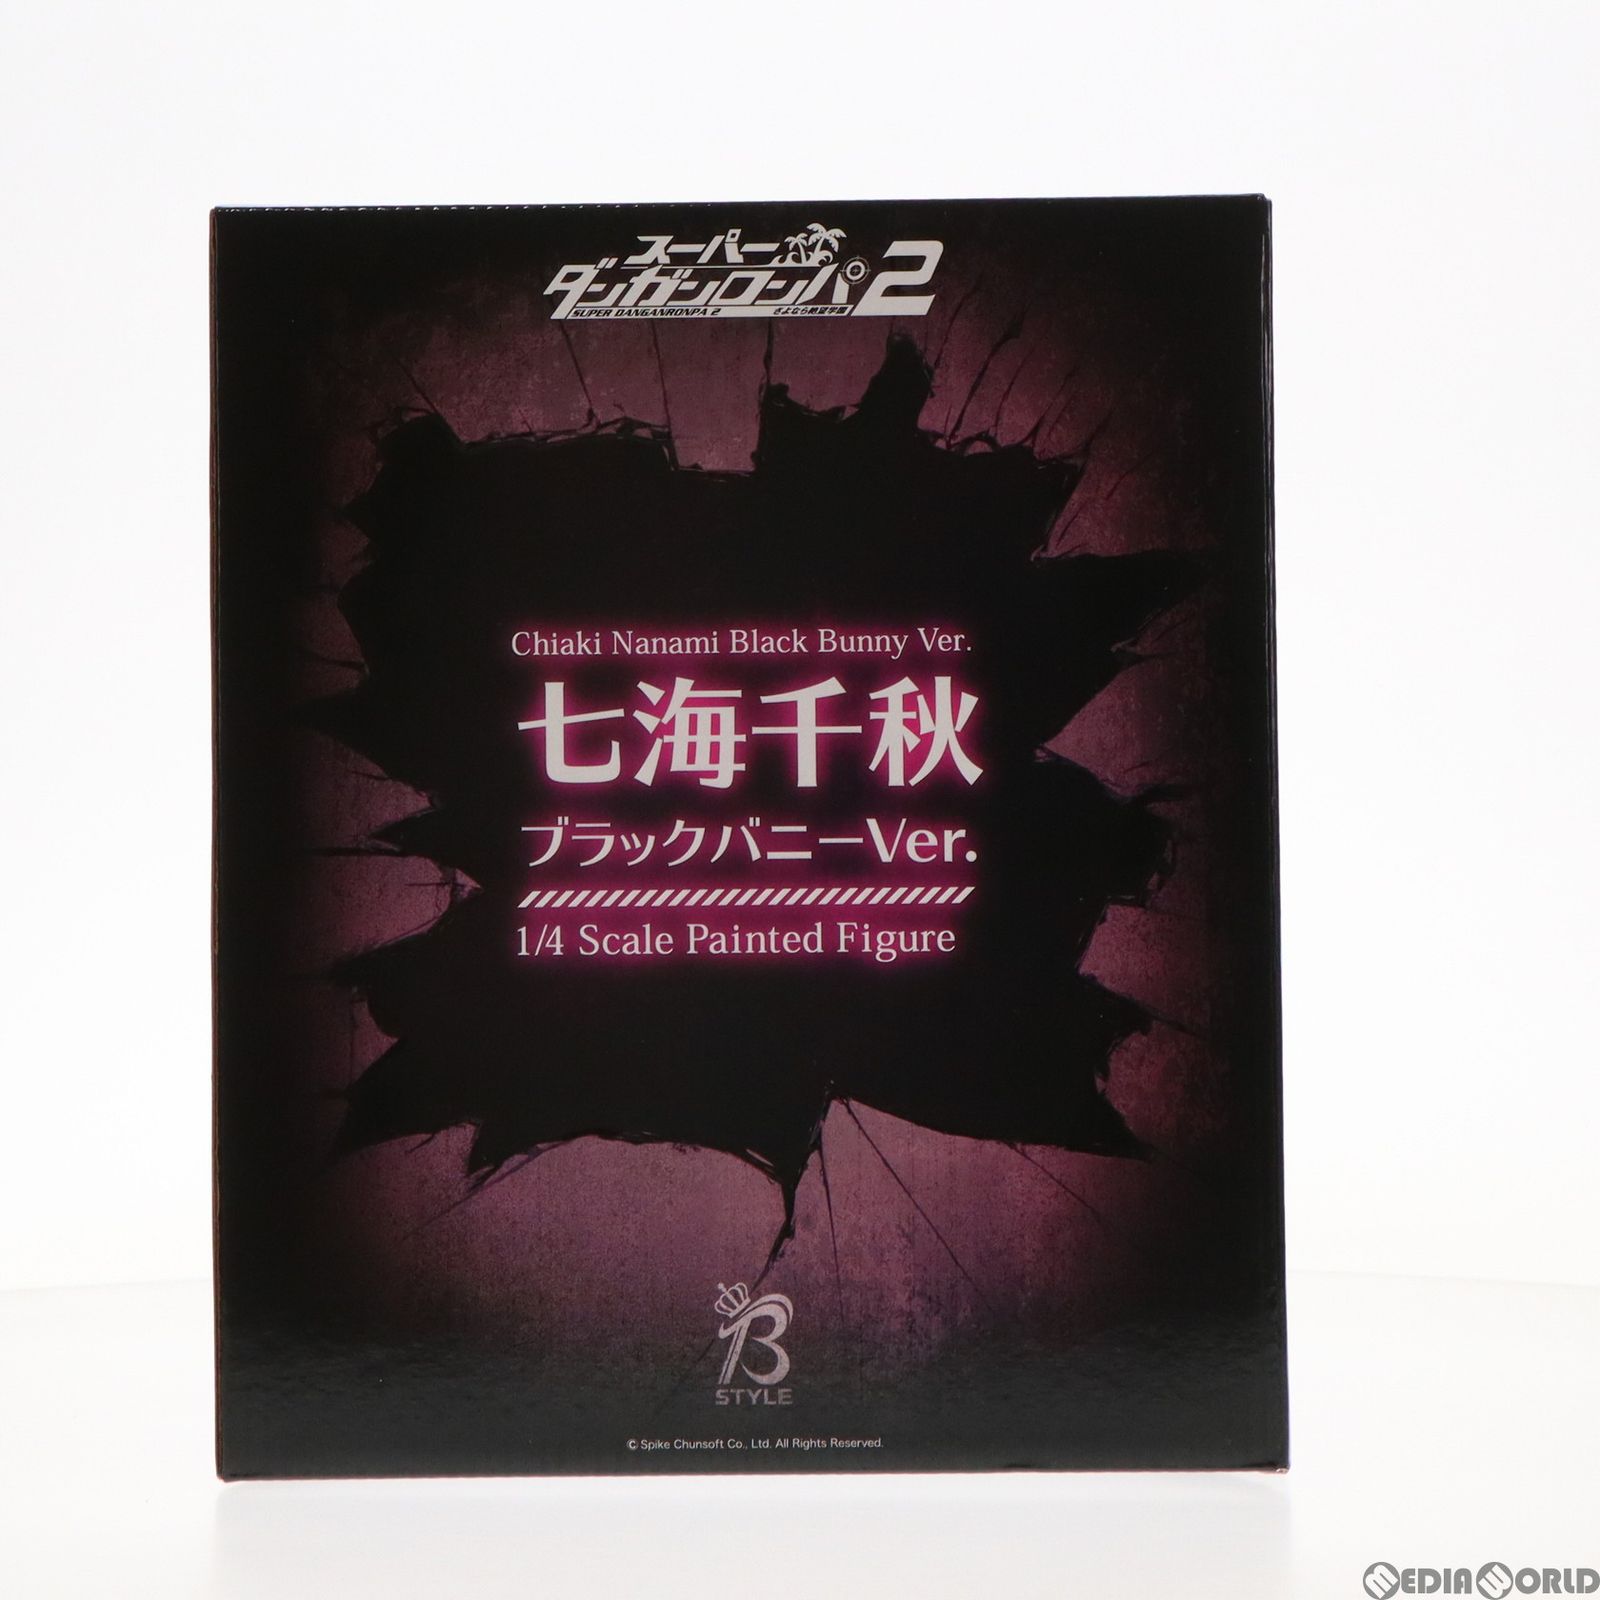 スーパー
ダンガンロンパ2
SUPER DANGANRONPA 2 さよなら絶望学園
Chiaki Nanami Black Bunny Ver.
七海千秋
ブラックバニーVer.
1/4 Scale Painted Figure
B
STYLE
© Spike Chunsoft Co., Ltd. All Rights Reserved.
MEDIA WORLD